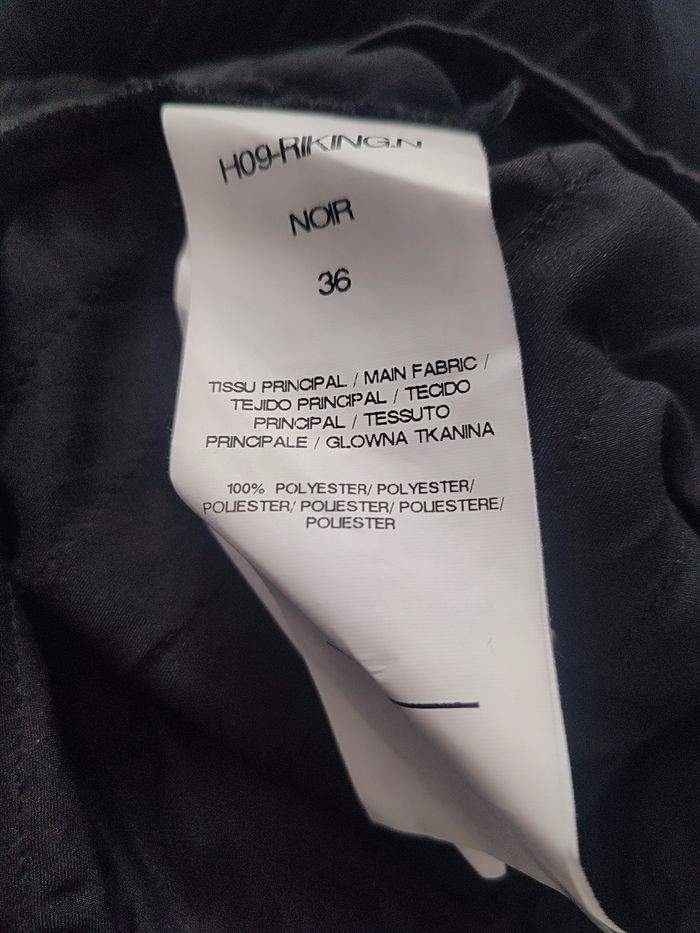 H09-RIKING.N
NOIR
36
TISSU PRINCIPAL / MAIN FABRIC /
TEJIDO PRINCIPAL / TECIDO
PRINCIPAL / TESSUTO
PRINCIPALE / GLOWNA TKANINA
100% POLYESTER/ POLYESTER/
POLIESTER/ POLIESTER/ POLIESTERE/
POLIESTER